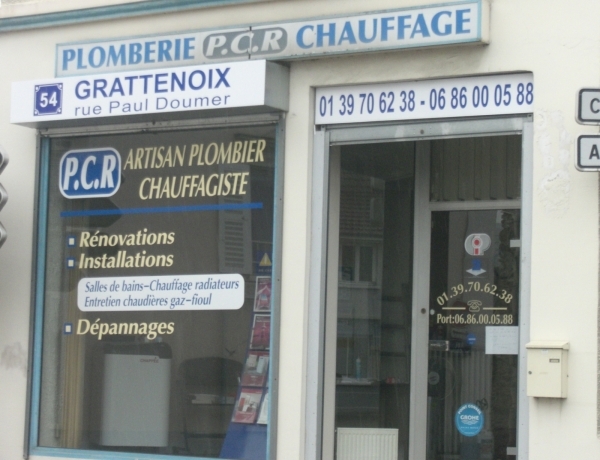 PLOMBERIE P.C.R CHAUFFAGE
54 GRATTENOIX
rue Paul Doumer
01 39 70 62 38 - 06 86 00 05 88
P.C.R ARTISAN PLOMBIER
CHAUFFAGISTE
Rénovations
Installations
Salles de bains-Chauffage radiateurs
Entretien chaudières gaz-fioul
Dépannages
01.39.70.62.38
Port:06.86.00.05.88
GROHE
C
A